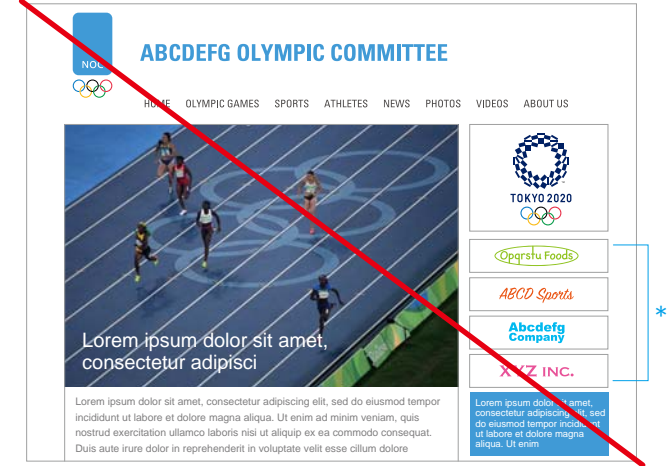 NOC
ABCDEFG OLYMPIC COMMITTEE
HOME OLYMPIC GAMES SPORTS ATHLETES NEWS PHOTOS VIDEOS ABOUT US
TOKYO 2020
Opqrstu Foods
ABCD Sports
Abcdefg
Company
XYZ INC.
*
Lorem ipsum dolor sit amet,
consectetur adipisci
Lorem ipsum dolor sit amet, consectetur adipiscing elit, sed do eiusmod tempor
incididunt ut labore et dolore magna aliqua. Ut enim ad minim veniam, quis
nostrud exercitation ullamco laboris nisi ut aliquip ex ea commodo consequat.
Duis aute irure dolor in reprehenderit in voluptate velit esse cillum dolore
Lorem ipsum dolor sit amet,
consectetur adipiscing elit, sed
do eiusmod tempor incididunt
ut labore et dolore magna
aliqua. Ut enim